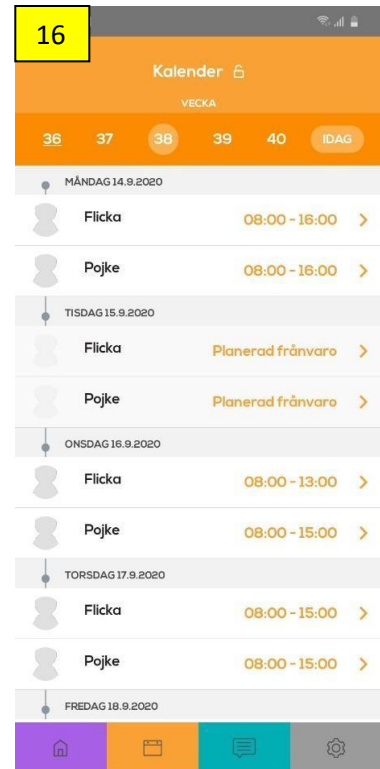 16
Kalender
VECKA
36 37 38 39 40 IDAG
MÅNDAG 14.9.2020
Flicka 08:00 - 16:00
Pojke 08:00 - 16:00
TISDAG 15.9.2020
Flicka Planerad frånvaro
Pojke Planerad frånvaro
ONSDAG 16.9.2020
Flicka 08:00 - 13:00
Pojke 08:00 - 15:00
TORSDAG 17.9.2020
Flicka 08:00 - 15:00
Pojke 08:00 - 15:00
FREDAG 18.9.2020